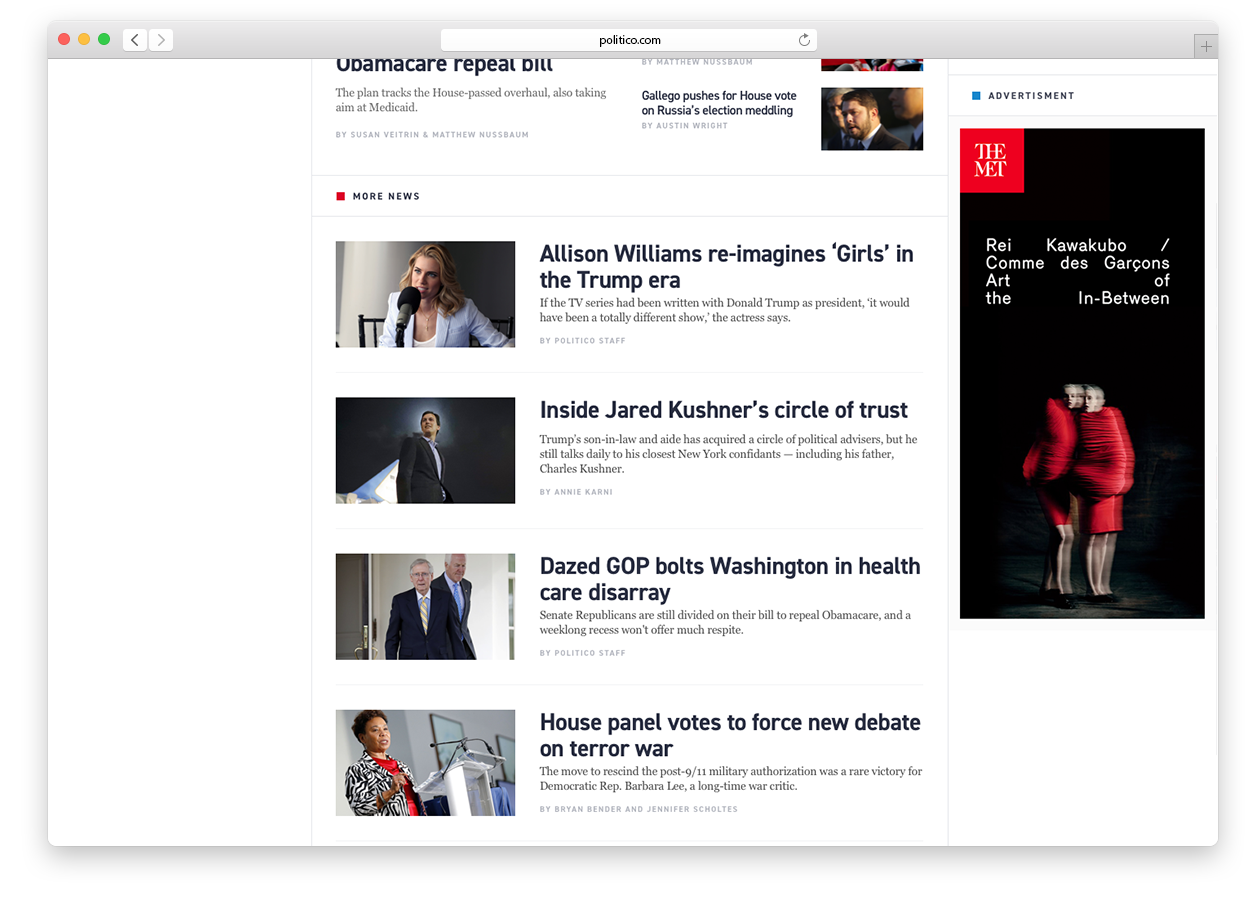 politico.com
Obamacare repeal bill
The plan tracks the House-passed overhaul, also taking
aim at Medicaid.
BY SUSAN VEITRIN & MATTHEW NUSSBAUM
BY MATTHEW NUSSBAUM
Gallego pushes for House vote
on Russia's election meddling
BY AUSTIN WRIGHT
MORE NEWS
Allison Williams re-imagines ‘Girls’ in
the Trump era
If the TV series had been written with Donald Trump as president, ‘it would
have been a totally different show,’ the actress says.
BY POLITICO STAFF
Inside Jared Kushner’s circle of trust
Trump’s son-in-law and aide has acquired a circle of political advisers, but he
still talks daily to his closest New York confidants — including his father,
Charles Kushner.
BY ANNIE KARNI
Dazed GOP bolts Washington in health
care disarray
Senate Republicans are still divided on their bill to repeal Obamacare, and a
weeklong recess won’t offer much respite.
BY POLITICO STAFF
House panel votes to force new debate
on terror war
The move to rescind the post-9/11 military authorization was a rare victory for
Democratic Rep. Barbara Lee, a long-time war critic.
BY BRYAN BENDER AND JENNIFER SCHOLTES
ADVERTISMENT
THE
MET
Rei Kawakubo /
Comme des Garçons
Art of
the In-Between